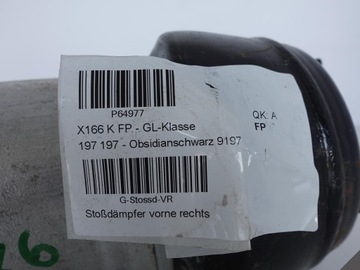 P64977
X166 K FP - GL-Klasse
QK: A
197 197 - Obsidianschwarz 9197
FP
G-Stossd-VR
Stoßdämpfer vorne rechts